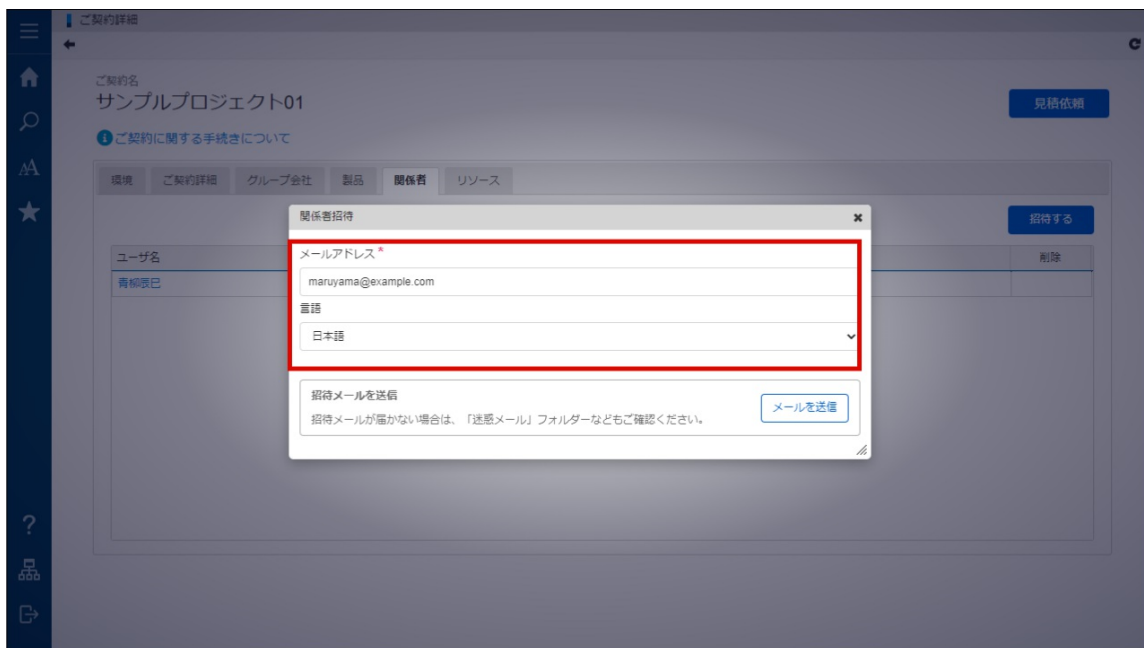 ご契約詳細
ご契約名
サンプルプロジェクト01
見積依頼
ご契約に関する手続きについて
環境 ご契約詳細 グループ会社 製品 関係者 リソース
招待する
関係者招待
ユーザ名
削除
青柳辰巳
メールアドレス*
maruyama@example.com
言語
日本語
招待メールを送信
招待メールが届かない場合は、「迷惑メール」フォルダーなどもご確認ください。
メールを送信